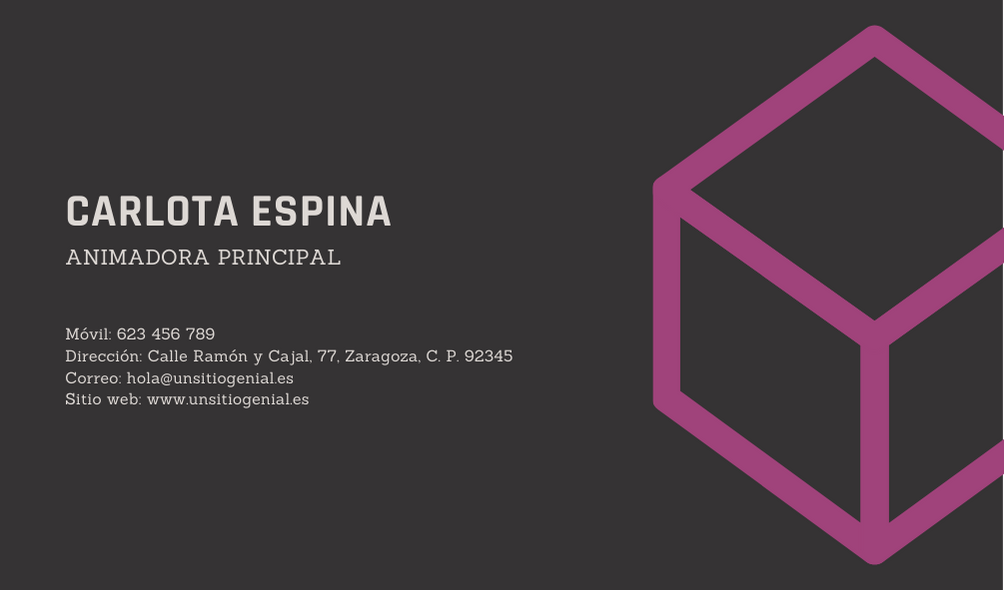 CARLOTA ESPINA
ANIMADORA PRINCIPAL
Móvil: 623 456 789
Dirección: Calle Ramón y Cajal, 77, Zaragoza, C. P. 92345
Correo: hola@unsitiogenial.es
Sitio web: www.unsitiogenial.es